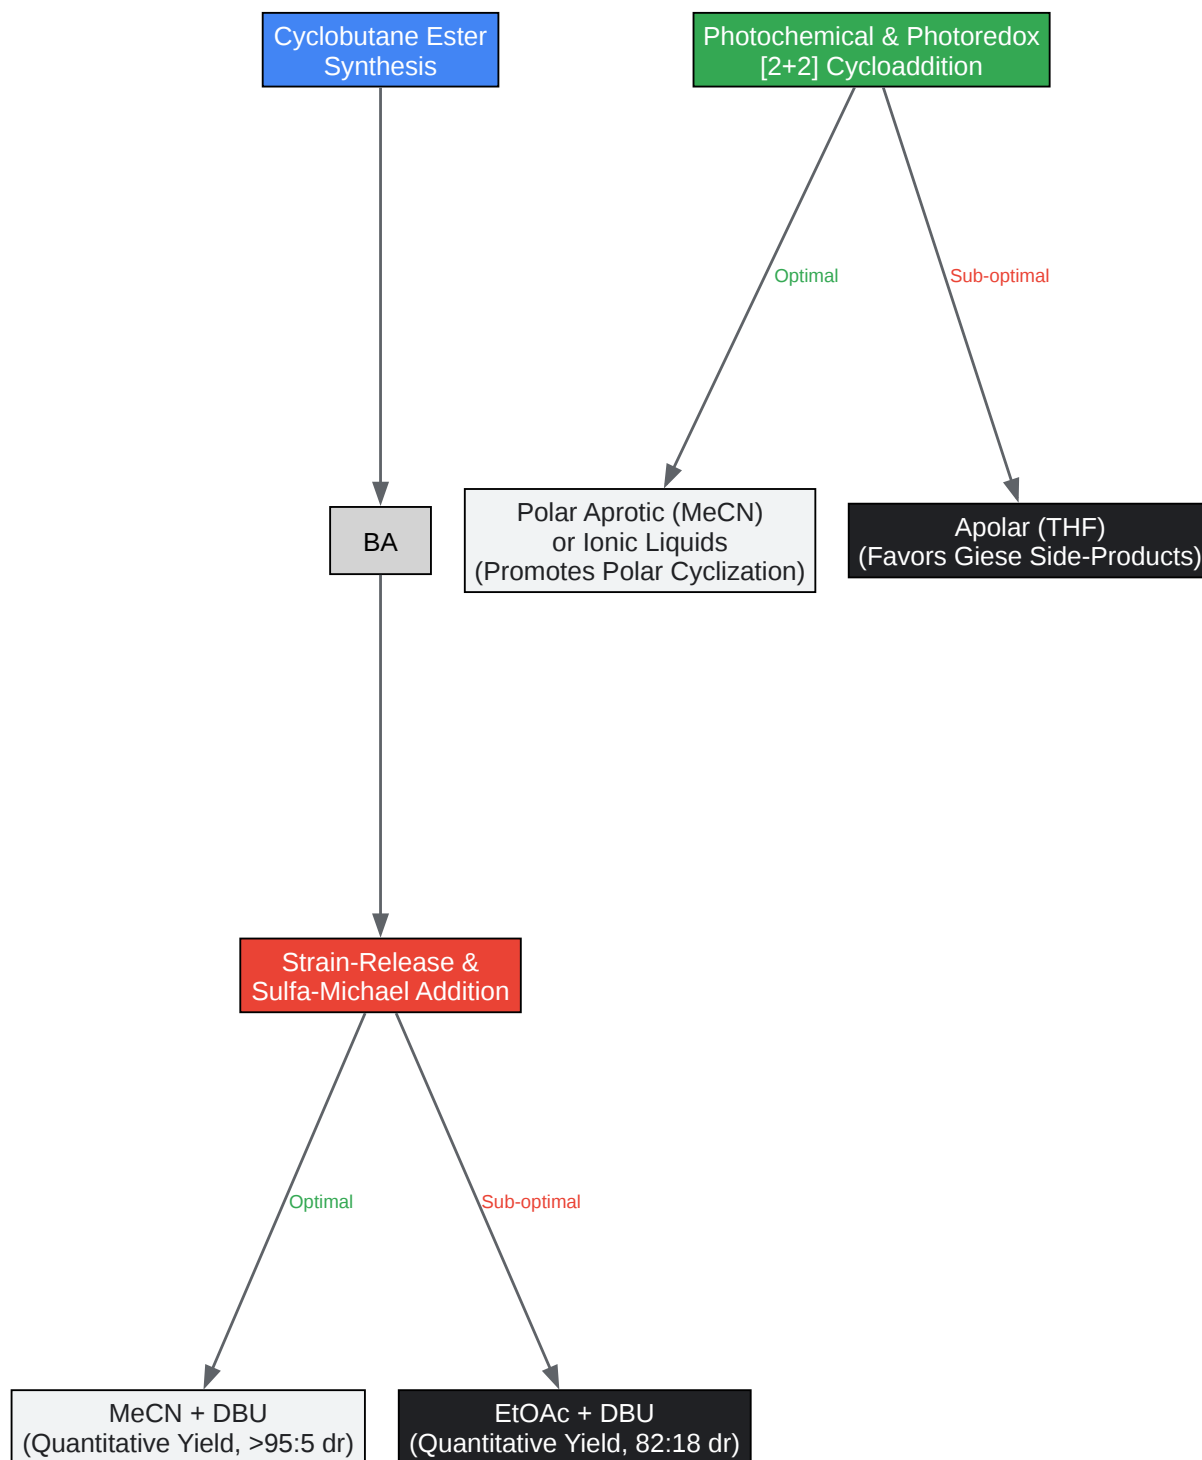 Cyclobutane Ester
Synthesis
Photochemical & Photoredox
[2+2] Cycloaddition
Optimal
Sub-optimal
BA
Polar Aprotic (MeCN)
or Ionic Liquids
(Promotes Polar Cyclization)
Apolar (THF)
(Favors Giese Side-Products)
Strain-Release &
Sulfa-Michael Addition
Optimal
Sub-optimal
MeCN + DBU
(Quantitative Yield, >95:5 dr)
EtOAc + DBU
(Quantitative Yield, 82:18 dr)